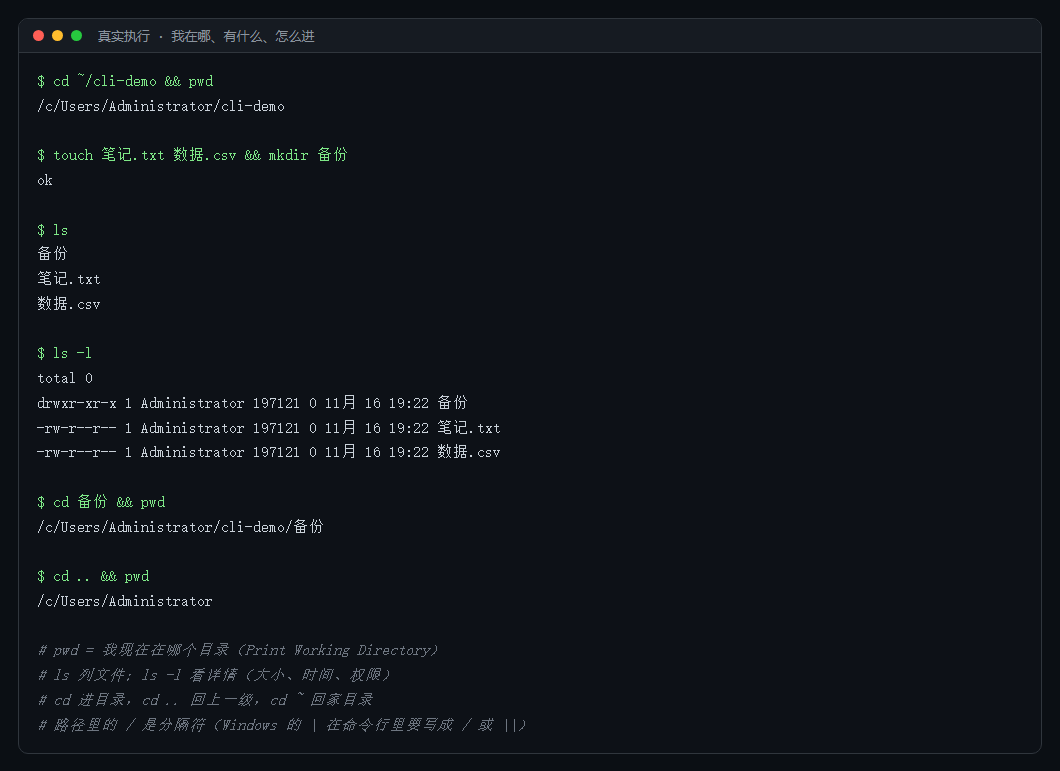 真实执行 · 我在哪、有什么、怎么进
$ cd ~/cli-demo && pwd
/c/Users/Administrator/cli-demo
$ touch 笔记.txt 数据.csv && mkdir 备份
ok
$ ls
备份
笔记.txt
数据.csv
$ ls -l
total 0
drwxr-xr-x 1 Administrator 197121 0 11月 16 19:22 备份
-rw-r--r-- 1 Administrator 197121 0 11月 16 19:22 笔记.txt
-rw-r--r-- 1 Administrator 197121 0 11月 16 19:22 数据.csv
$ cd 备份 && pwd
/c/Users/Administrator/cli-demo/备份
$ cd .. && pwd
/c/Users/Administrator
# pwd = 我现在在哪个目录（Print Working Directory）
# ls 列文件; ls -l 看详情（大小、时间、权限）
# cd 进目录, cd .. 回上一级, cd ~ 回家目录
# 路径里的 / 是分隔符（Windows 的 | 在命令行里要写成 / 或 ||）